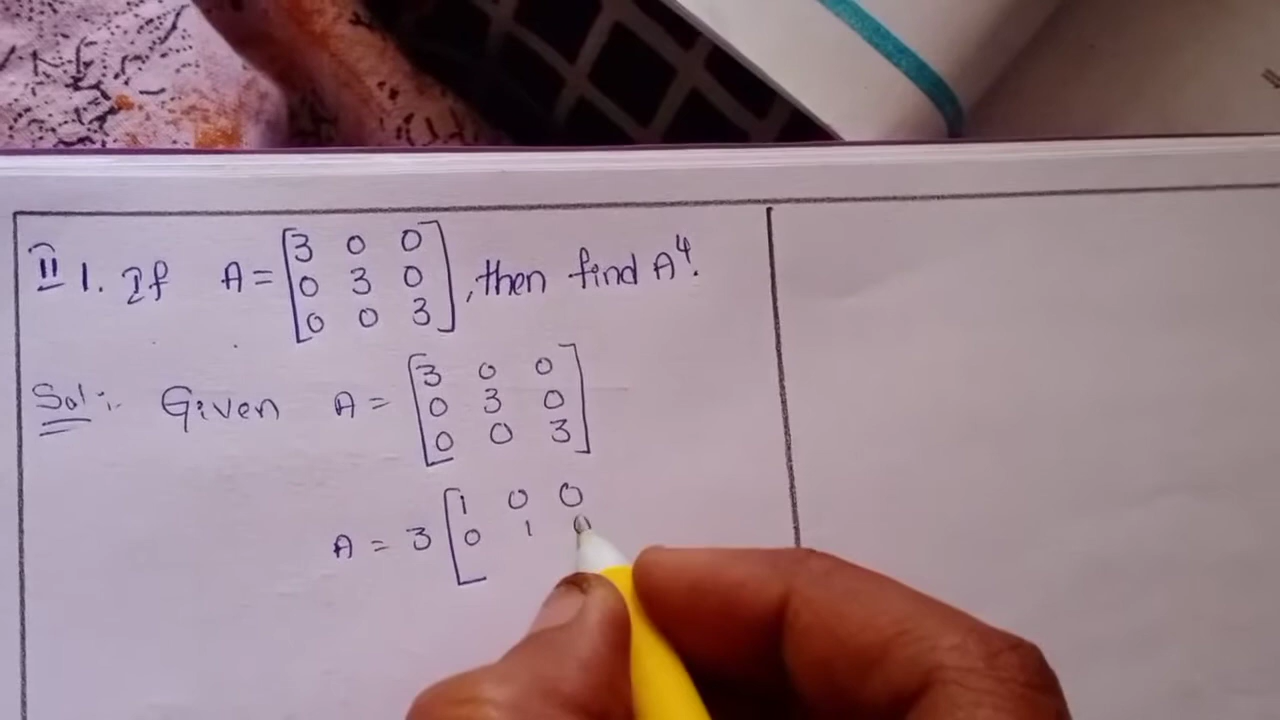 II 1. If A = [3 0 0
0 3 0
0 0 3], then find A⁴.
Sol:- Given A = [3 0 0
0 3 0
0 0 3]
A = 3 [1 0 0
0 1 0